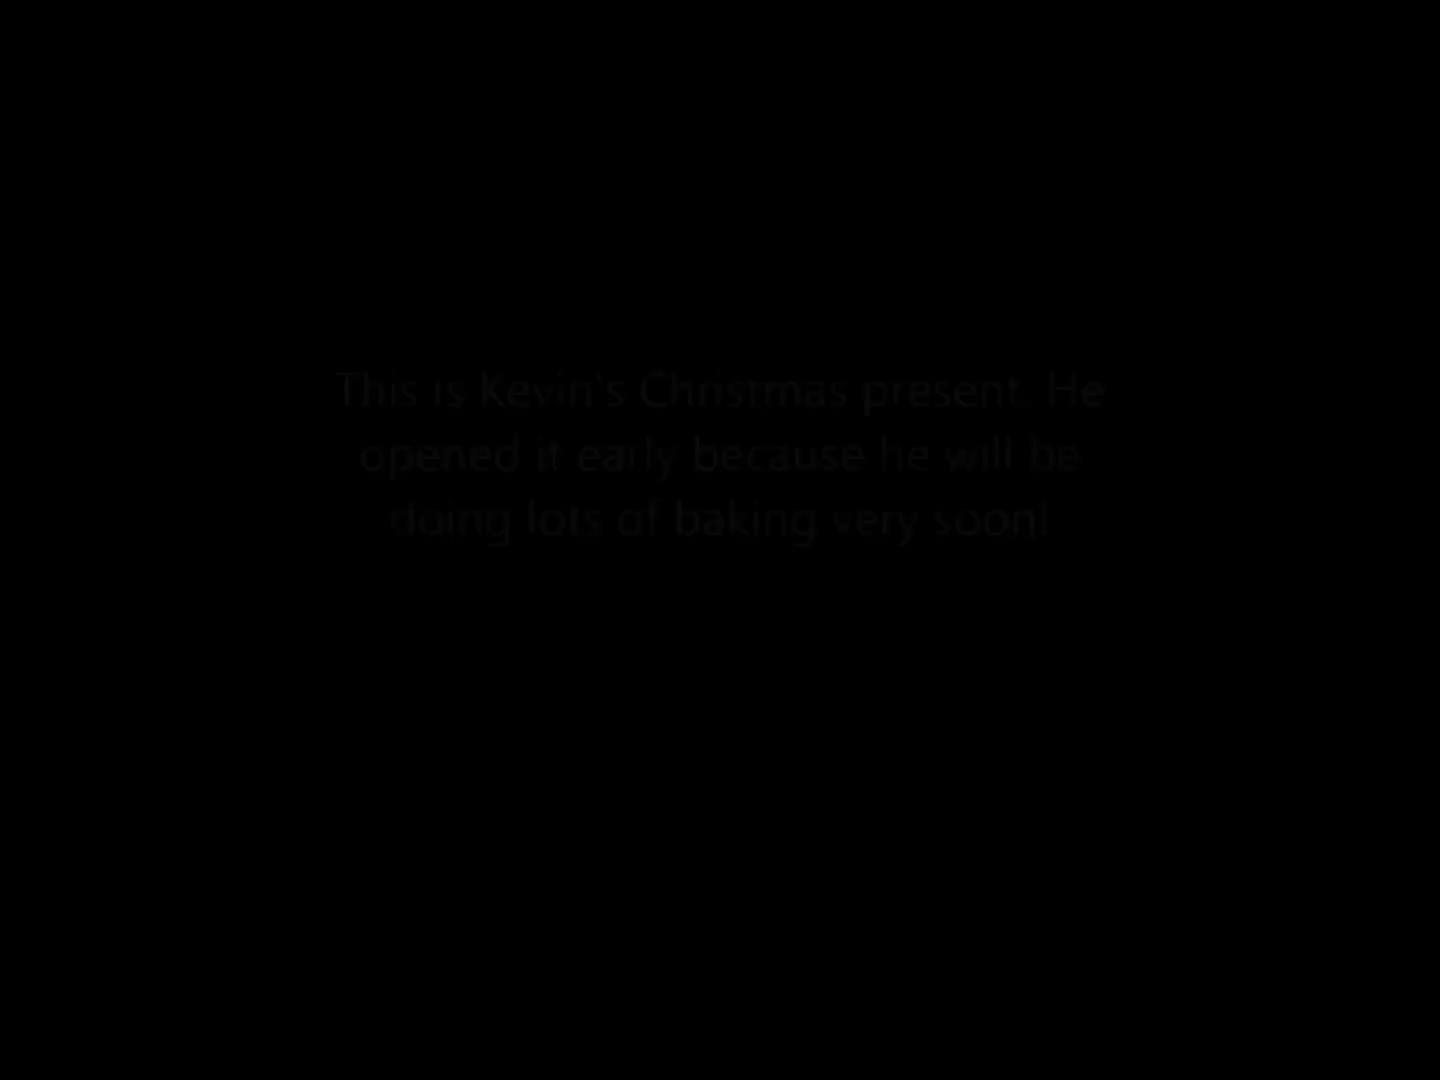 This is Kevin's Christmas present. He
opened it early because he will be
doing lots of baking very soon!